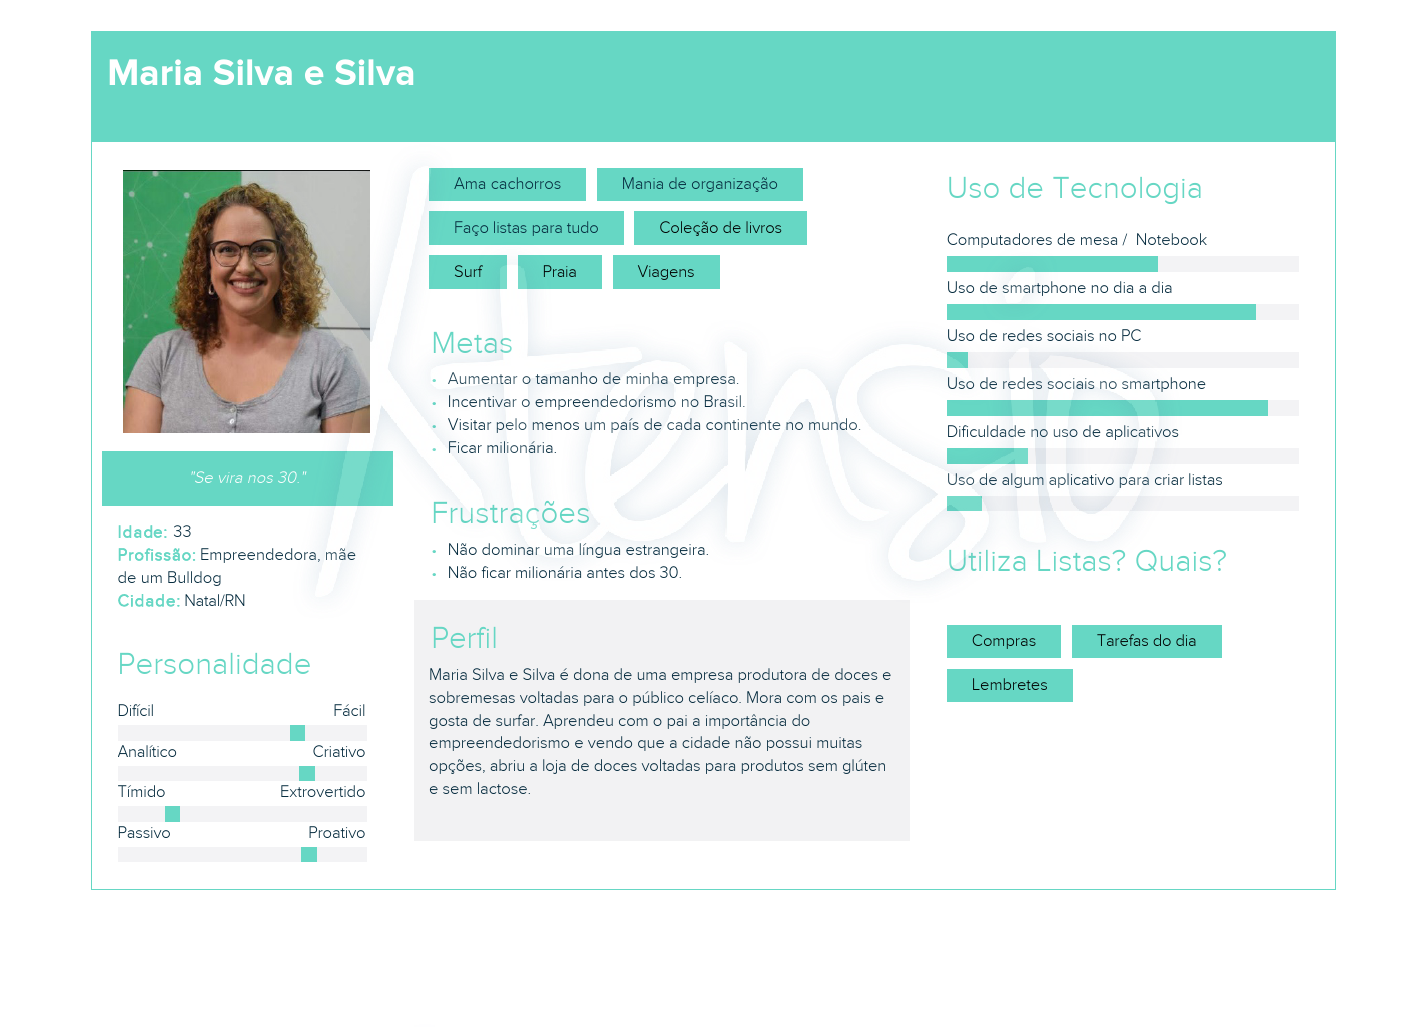 Maria Silva e Silva
"Se vira nos 30."
Idade: 33
Profissão: Empreendedora, mãe
de um Bulldog
Cidade: Natal/RN
Personalidade
Difícil Fácil
Analítico Criativo
Tímido Extrovertido
Passivo Proativo
Ama cachorros Mania de organização
Faço listas para tudo Coleção de livros
Surf Praia Viagens
Metas
• Aumentar o tamanho de minha empresa.
• Incentivar o empreendedorismo no Brasil.
• Visitar pelo menos um país de cada continente no mundo.
• Ficar milionária.
Frustrações
• Não dominar uma língua estrangeira.
• Não ficar milionária antes dos 30.
Perfil
Maria Silva e Silva é dona de uma empresa produtora de doces e
sobremesas voltadas para o público celíaco. Mora com os pais e
gosta de surfar. Aprendeu com o pai a importância do
empreendedorismo e vendo que a cidade não possui muitas
opções, abriu a loja de doces voltadas para produtos sem glúten
e sem lactose.
Uso de Tecnologia
Computadores de mesa / Notebook
Uso de smartphone no dia a dia
Uso de redes sociais no PC
Uso de redes sociais no smartphone
Dificuldade no uso de aplicativos
Uso de algum aplicativo para criar listas
Utiliza Listas? Quais?
Compras Tarefas do dia
Lembretes
Xtensio